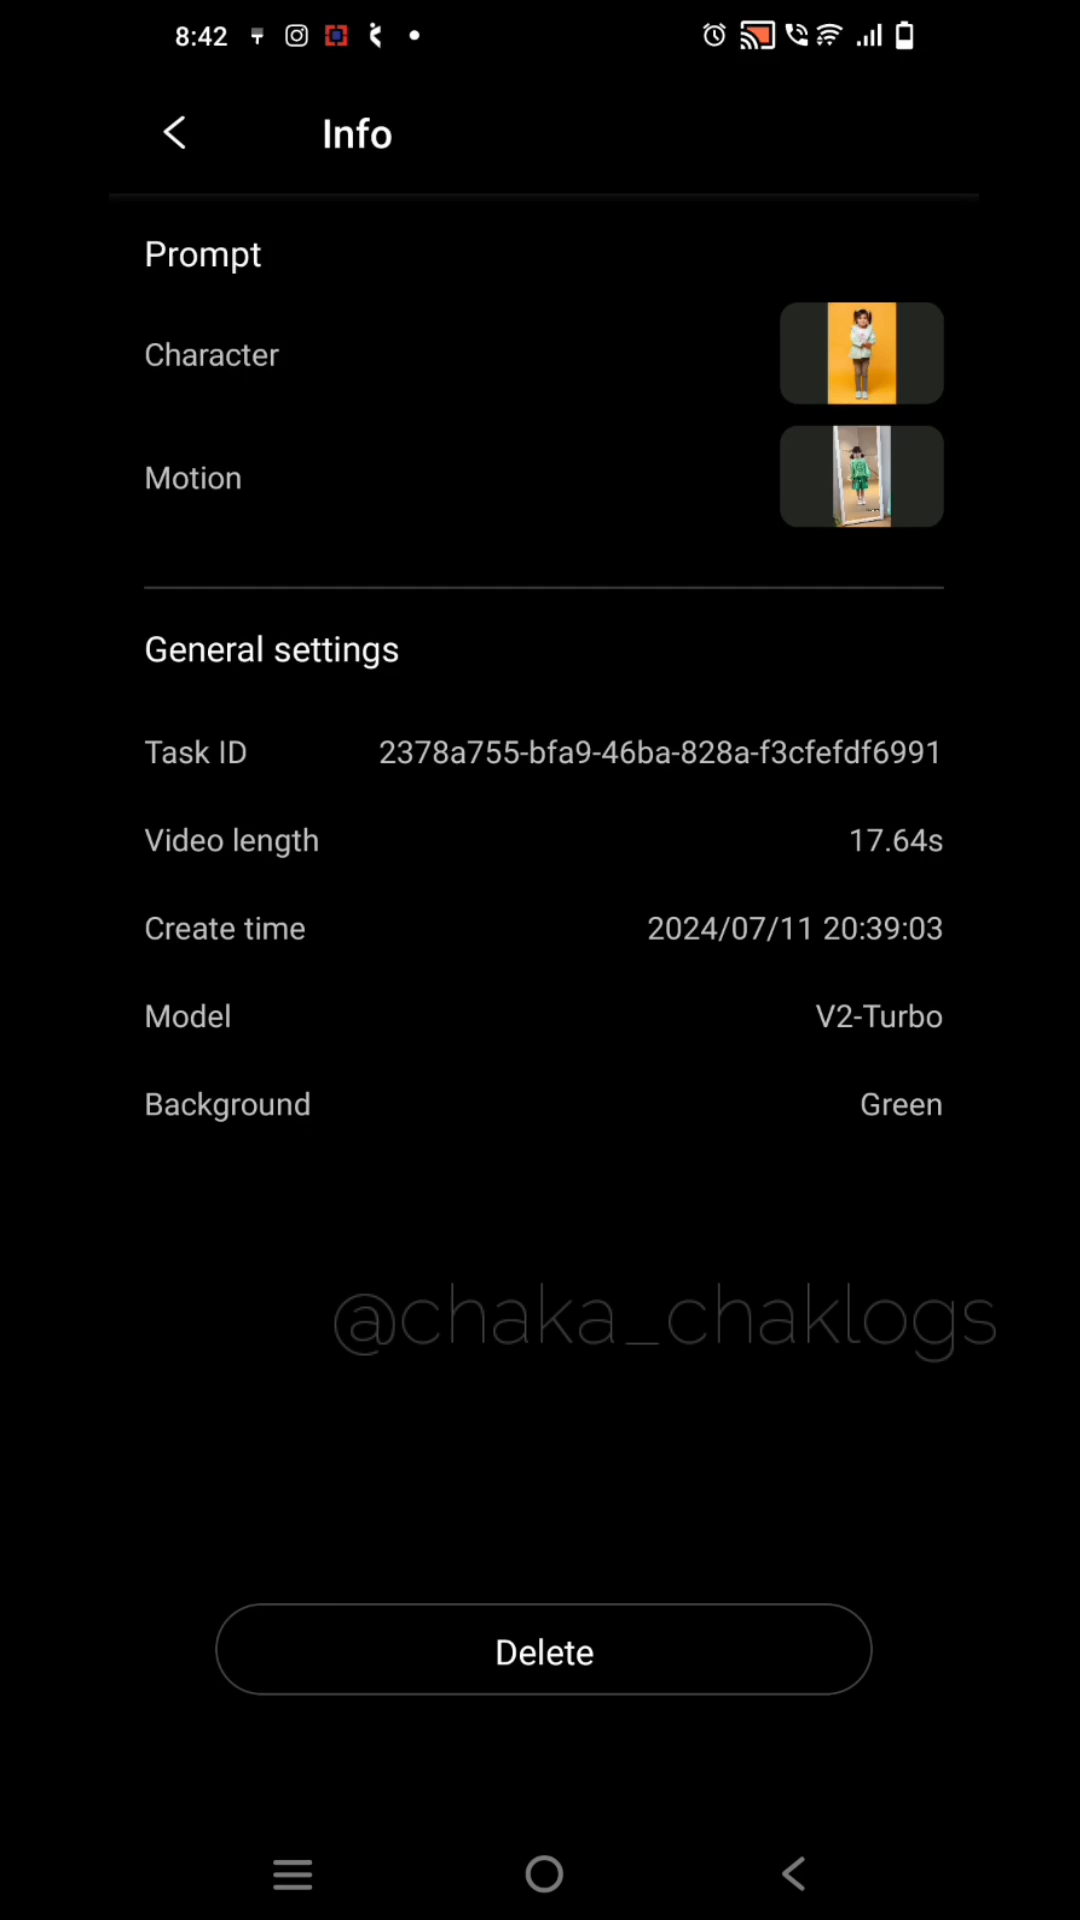 8:42
Info
Prompt
Character
Motion
General settings
Task ID 2378a755-bfa9-46ba-828a-f3cfefdf6991
Video length 17.64s
Create time 2024/07/11 20:39:03
Model V2-Turbo
Background Green
@chaka_chaklogs
Delete